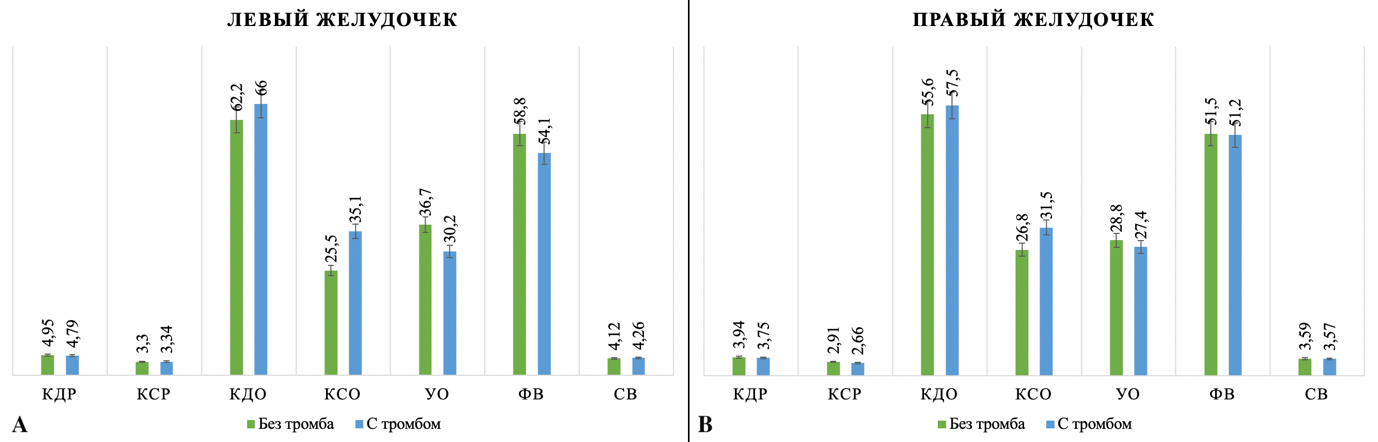 ЛЕВЫЙ ЖЕЛУДОЧЕК
4,95 4,79 3,3 3,34 62,2 66 25,5 35,1 36,7 30,2 58,8 54,1 4,12 4,26
КДР КСР КДО КСО УО ФВ СВ
А Без тромба С тромбом
ПРАВЫЙ ЖЕЛУДОЧЕК
3,94 3,75 2,91 2,66 55,6 57,5 26,8 31,5 28,8 27,4 51,5 51,2 3,59 3,57
КДР КСР КДО КСО УО ФВ СВ
В Без тромба С тромбом